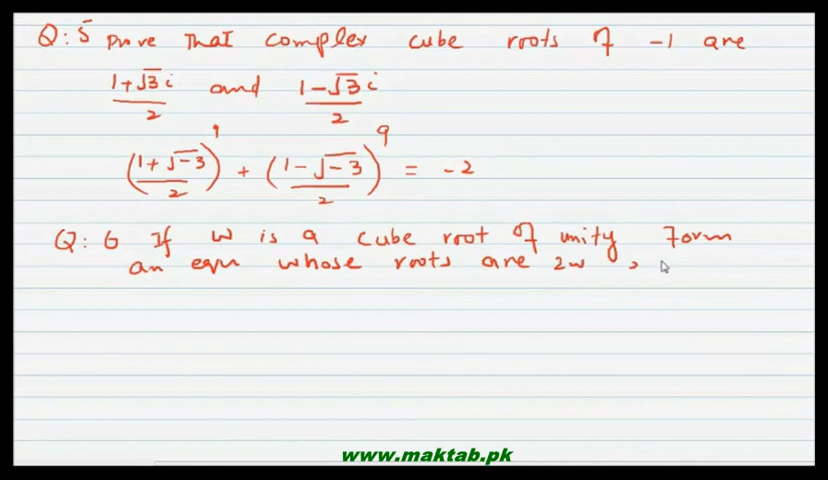 Q: 5 Prove That complex cube roots of -1 are
1+√3i/2 and 1-√3i/2
(1+√-3/2)^9 + (1-√-3/2)^9 = -2
Q: 6 If w is a cube root of unity form
an equ whose roots are 2w ,
www.maktab.pk